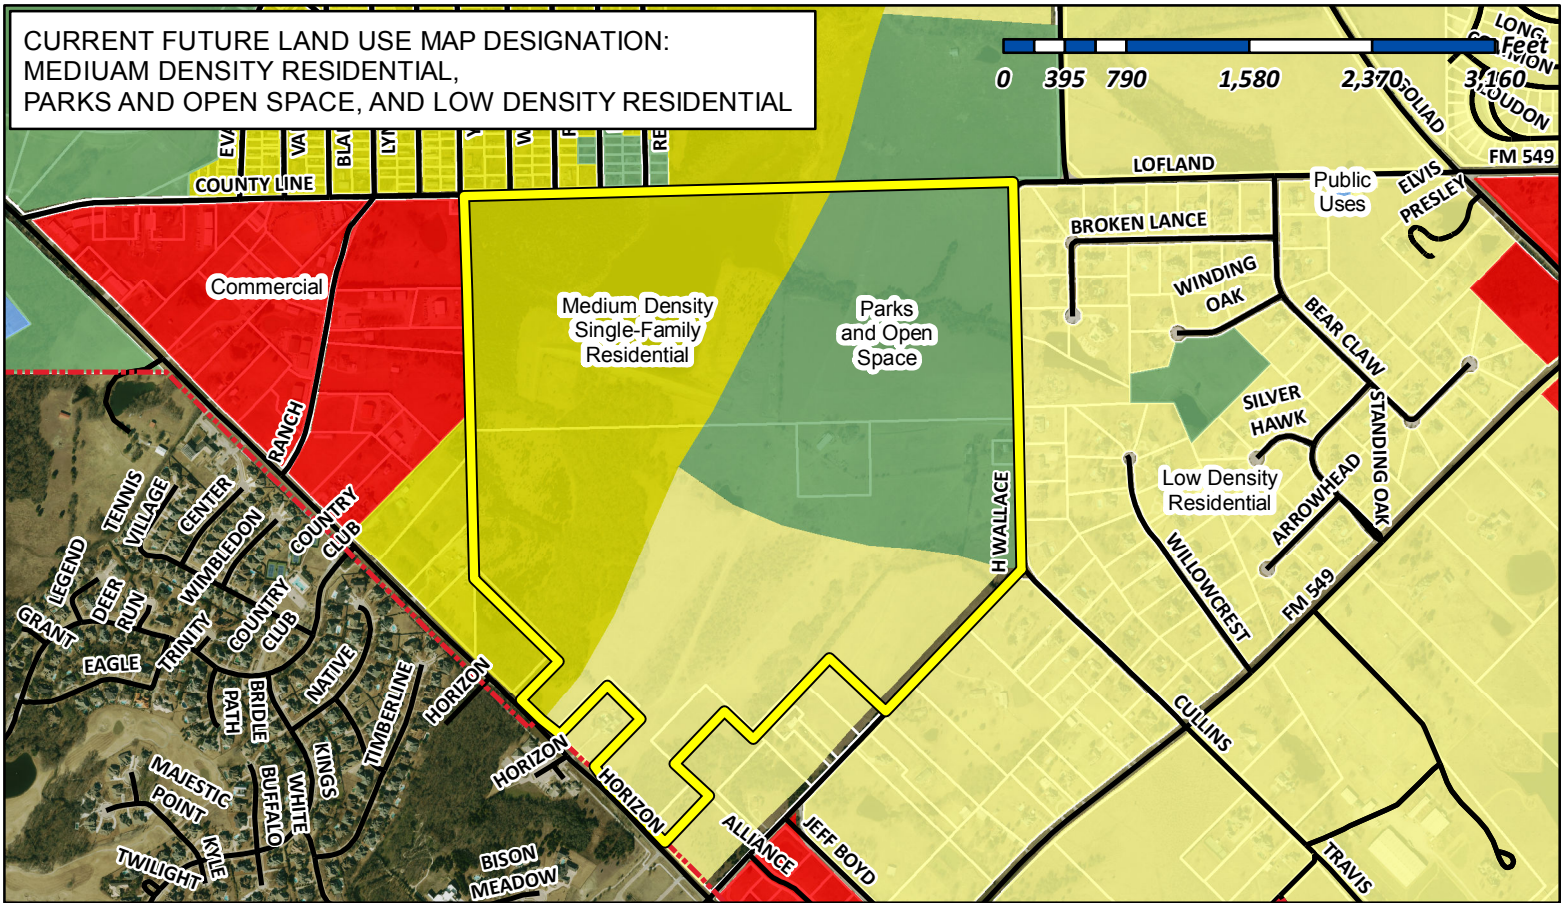 CURRENT FUTURE LAND USE MAP DESIGNATION:
MEDIUAM DENSITY RESIDENTIAL,
PARKS AND OPEN SPACE, AND LOW DENSITY RESIDENTIAL
Feet
0 395 790 1,580 2,370 3,160
LONG
LOUDON
GOLIAD
FM 549
LOFLAND
ELVIS
PRESLEY
Public
Uses
EVA
VA
BLA
LYN
Y
W
RE
COUNTY LINE
BROKEN LANCE
WINDING
OAK
BEAR CLAW
Commercial
Medium Density
Single-Family
Residential
Parks
and Open
Space
SILVER
HAWK
STANDING OAK
RANCH
Low Density
Residential
ARROWHEAD
H WALLACE
WILLOWCREST
FM 549
TENNIS
VILLAGE
CENTER
WIMBLEDON
COUNTRY
CLUB
LEGEND
DEER
RUN
GRANT
EAGLE
TRINITY
COUNTRY
CLUB
NATIVE
TIMBERLINE
BRIDLE
PATH
HORIZON
HORIZON
HORIZON
KINGS
WHITE
BUFFALO
MAJESTIC
POINT
KYLE
TWILIGHT
BISON
MEADOW
ALLIANCE
JEFF BOYD
CULLINS
TRAVIS